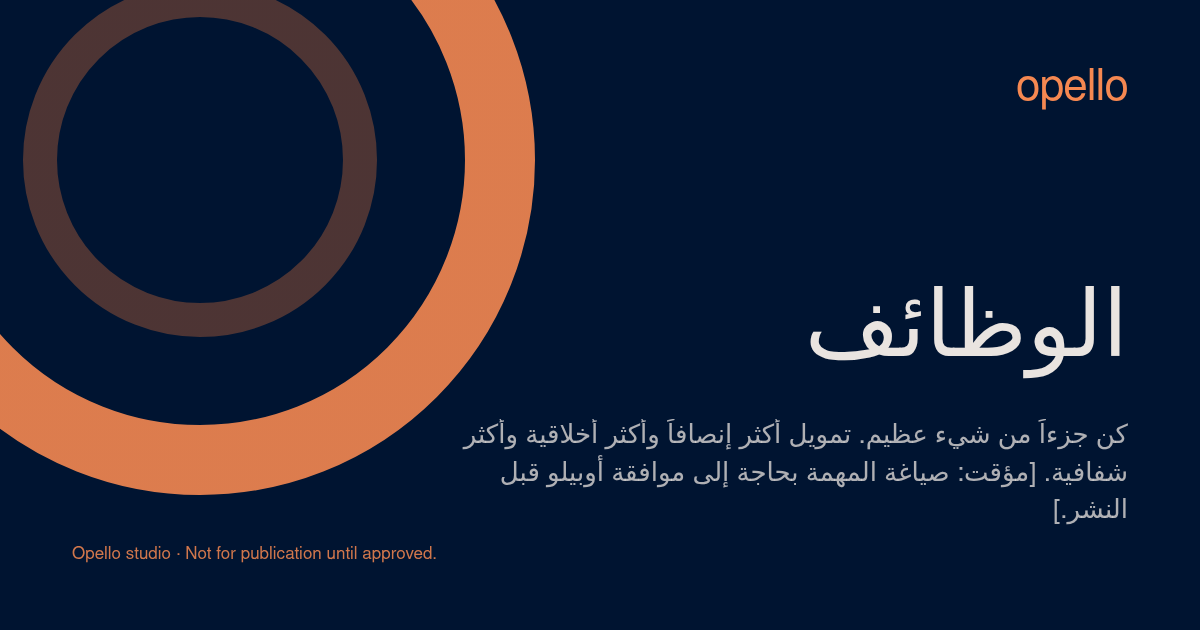 opello
الوظائف
كن جزءاً من شيء عظيم. تمويل أكثر إنصافاً وأكثر أخلاقية وأكثر
شفافية. [مؤقت: صياغة المهمة بحاجة إلى موافقة أوبيلو قبل
النشر.]
Opello studio · Not for publication until approved.